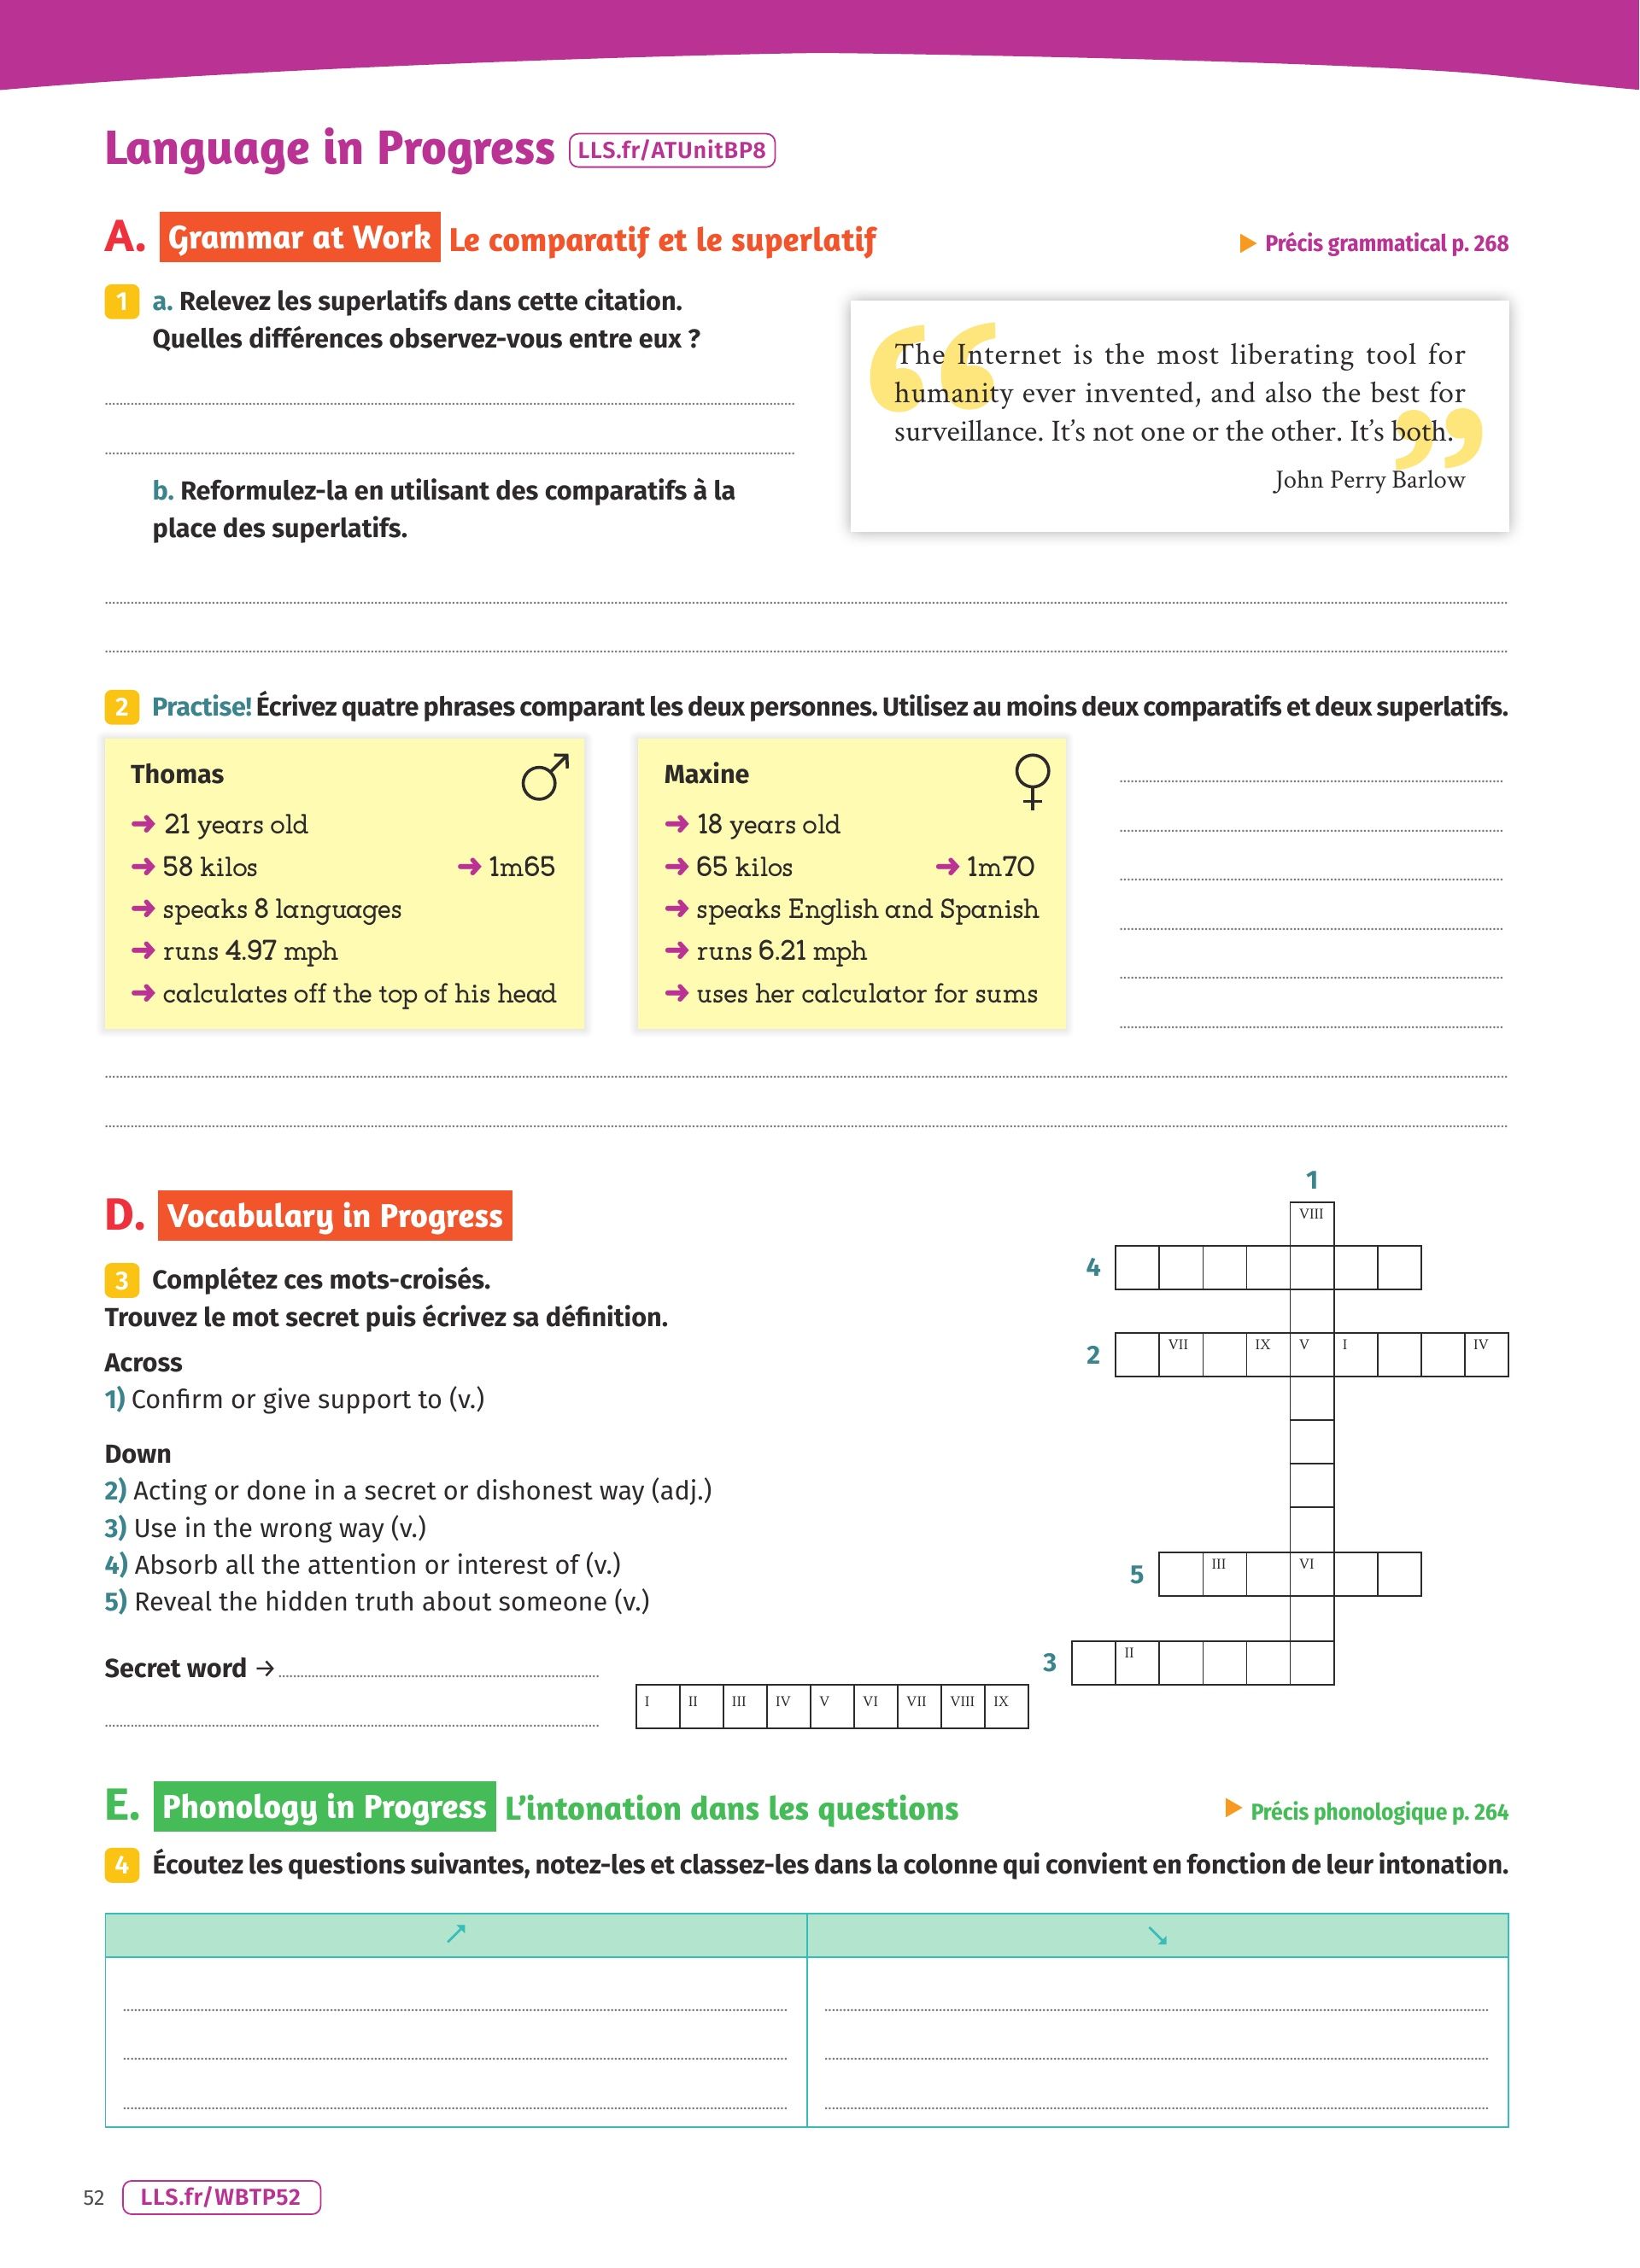 Language in Progress LLS.fr/ATUnitBP8
A. Grammar at Work Le comparatif et le superlatif
Précis grammatical p. 268
1 a. Relevez les superlatifs dans cette citation.
Quelles différences observez-vous entre eux ?
b. Reformulez-la en utilisant des comparatifs à la
place des superlatifs.
“
The Internet is the most liberating tool for
humanity ever invented, and also the best for
surveillance. It’s not one or the other. It’s both.
”
John Perry Barlow
2 Practise! Écrivez quatre phrases comparant les deux personnes. Utilisez au moins deux comparatifs et deux superlatifs.
Thomas ♂
➜ 21 years old
➜ 58 kilos ➜ 1m65
➜ speaks 8 languages
➜ runs 4.97 mph
➜ calculates off the top of his head
Maxine ♀
➜ 18 years old
➜ 65 kilos ➜ 1m70
➜ speaks English and Spanish
➜ runs 6.21 mph
➜ uses her calculator for sums
D. Vocabulary in Progress
3 Complétez ces mots-croisés.
Trouvez le mot secret puis écrivez sa définition.
Across
1) Confirm or give support to (v.)
Down
2) Acting or done in a secret or dishonest way (adj.)
3) Use in the wrong way (v.)
4) Absorb all the attention or interest of (v.)
5) Reveal the hidden truth about someone (v.)
Secret word →
I II III IV V VI VII VIII IX
1
VIII
4
2 VII IX V I IV
5 III VI
3 II
E. Phonology in Progress L’intonation dans les questions
Précis phonologique p. 264
4 Écoutez les questions suivantes, notez-les et classez-les dans la colonne qui convient en fonction de leur intonation.
↗ ↘
52 LLS.fr/WBTP52